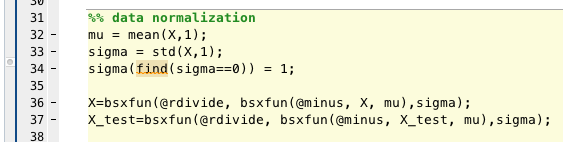 30
31 %% data normalization
32 - mu = mean(X,1);
33 - sigma = std(X,1);
34 - sigma(find(sigma==0)) = 1;
35
36 - X=bsxfun(@rdivide, bsxfun(@minus, X, mu),sigma);
37 - X_test=bsxfun(@rdivide, bsxfun(@minus, X_test, mu),sigma);
38